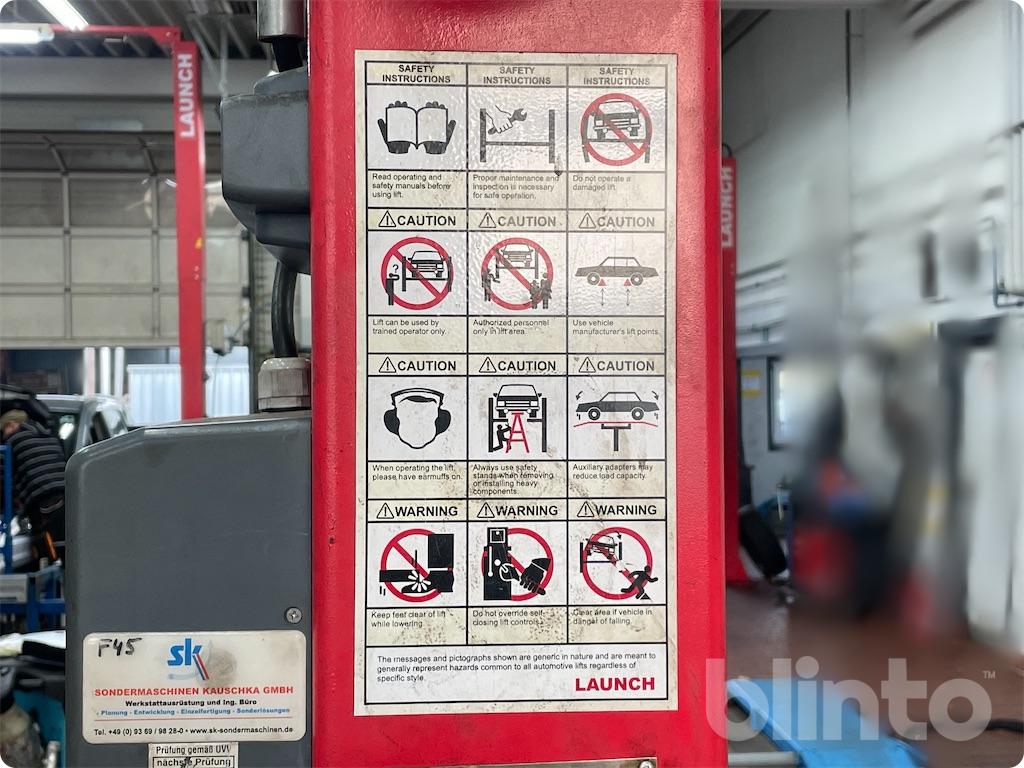 LAUNCH
LAUNCH
SAFETY
INSTRUCTIONS
SAFETY
INSTRUCTIONS
SAFETY
INSTRUCTIONS
Read operating and
safety manuals before
using lift.
Proper maintenance and
inspection is necessary
for safe operation.
Do not operate a
damaged lift.
CAUTION
CAUTION
CAUTION
?
Lift can be used by
trained operator only.
Authorized personnel
only in lift area.
Use vehicle
manufacturer's lift points.
CAUTION
CAUTION
CAUTION
When operating the lift,
please have earmuffs on.
Always use safety
stands when removing
or installing heavy
components.
Auxiliary adapters may
reduce load capacity.
WARNING
WARNING
WARNING
Keep feet clear of lift
while lowering.
Do not override self-
closing lift controls.
Clear area if vehicle in
danger of falling.
The messages and pictographs shown are generic in nature and are meant to
generally represent hazards common to all automotive lifts regardless of
specific style.
LAUNCH
F45
sk
SONDERMASCHINEN KAUSCHKA GMBH
Werkstattausrüstung und Ing. Büro
- Planung - Entwicklung - Einzelfertigung - Sonderlösungen
Tel. +49 (0) 93 69 / 98 28-0 • www.sk-sondermaschinen.de
Prüfung gemäß UVV
nächste Prüfung
blinto™